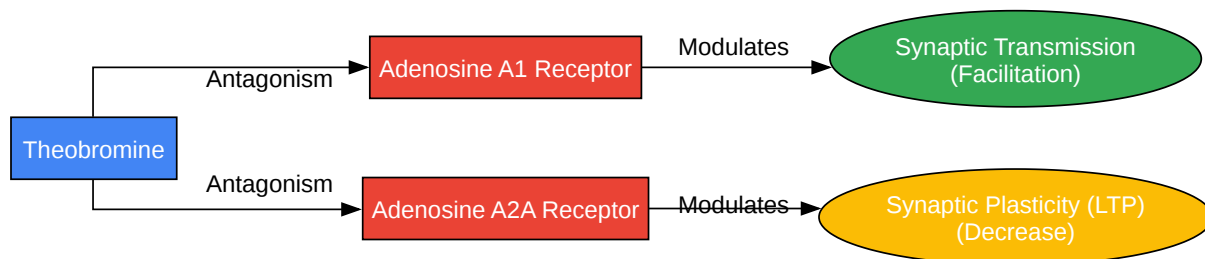 Antagonism
Adenosine A1 Receptor
Modulates
Synaptic Transmission
(Facilitation)
Theobromine
Antagonism
Adenosine A2A Receptor
Modulates
Synaptic Plasticity (LTP)
(Decrease)